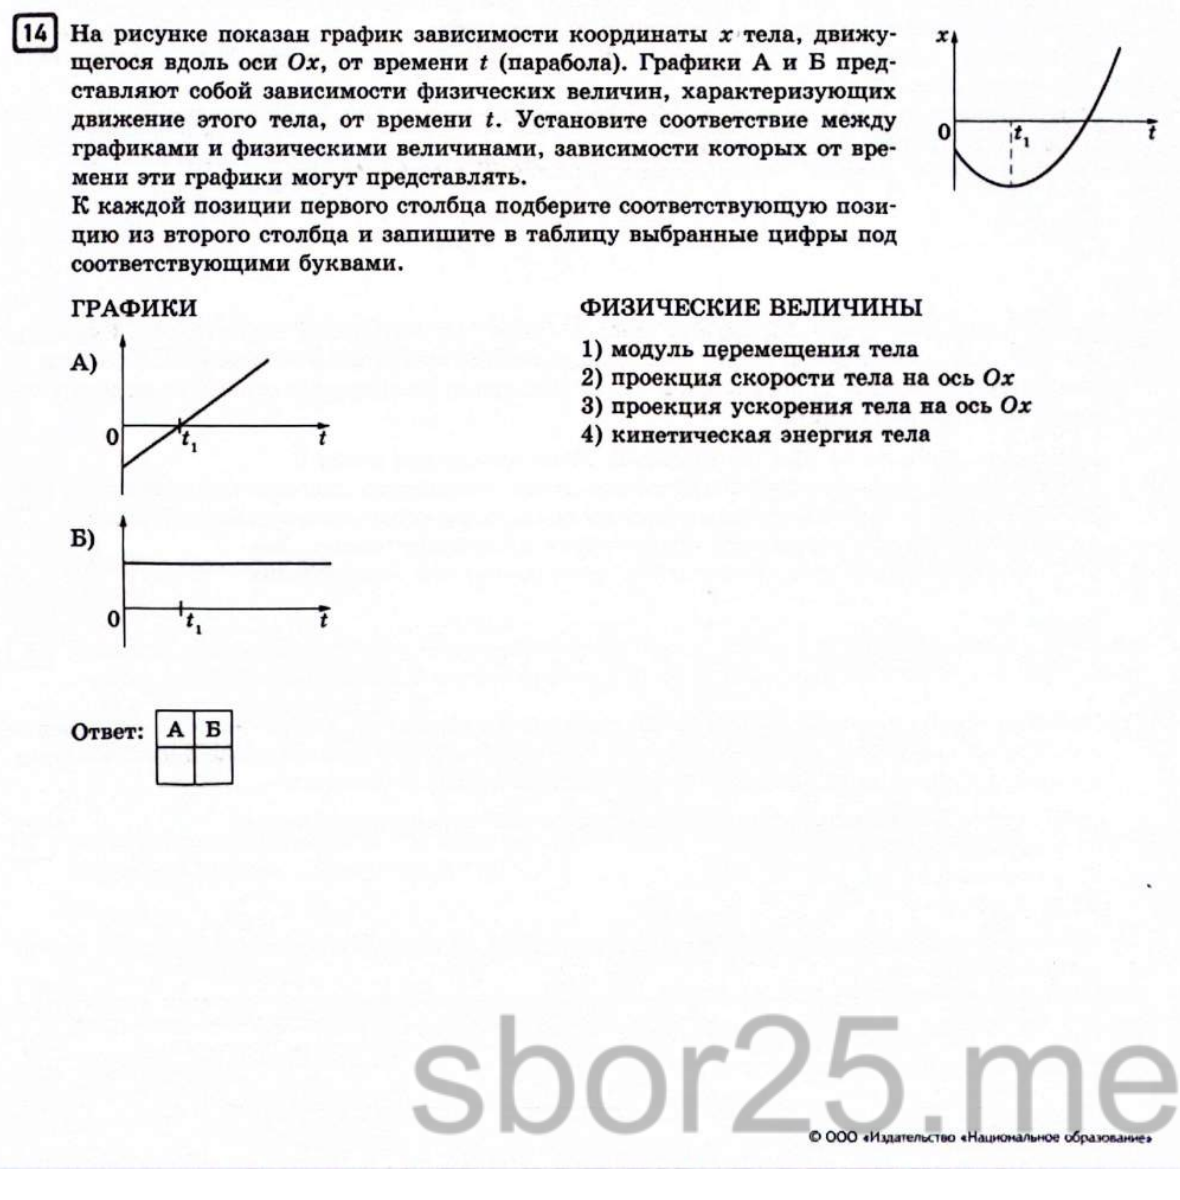 14 На рисунке показан график зависимости координаты x тела, движу-
щегося вдоль оси Ox, от времени t (парабола). Графики А и Б пред-
ставляют собой зависимости физических величин, характеризующих
движение этого тела, от времени t. Установите соответствие между
графиками и физическими величинами, зависимости которых от вре-
мени эти графики могут представлять.
К каждой позиции первого столбца подберите соответствующую пози-
цию из второго столбца и запишите в таблицу выбранные цифры под
соответствующими буквами.
x
0 t₁ t
ГРАФИКИ
А)
0 t₁ t
Б)
0 t₁ t
ФИЗИЧЕСКИЕ ВЕЛИЧИНЫ
1) модуль перемещения тела
2) проекция скорости тела на ось Ox
3) проекция ускорения тела на ось Ox
4) кинетическая энергия тела
Ответ: А Б
sbor25.me
© ООО «Издательство «Национальное образование»